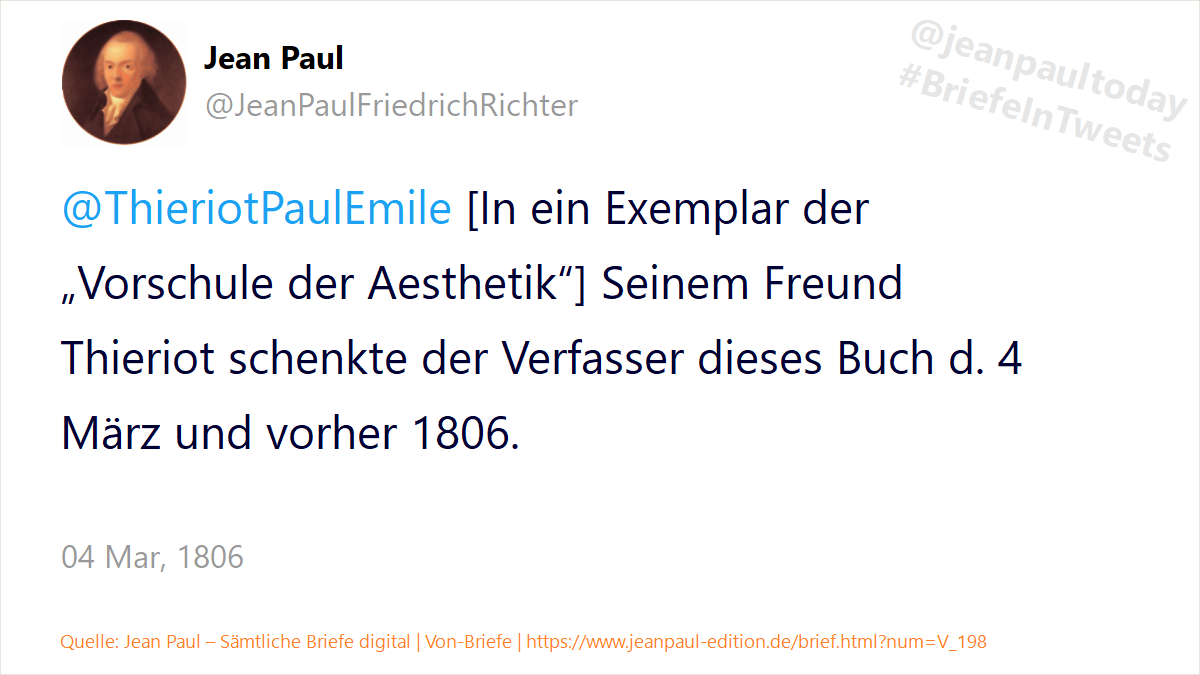 Jean Paul
@JeanPaulFriedrichRichter
@jeanpaultoday
#BriefeInTweets
@ThieriotPaulEmile [In ein Exemplar der
„Vorschule der Aesthetik“] Seinem Freund
Thieriot schenkte der Verfasser dieses Buch d. 4
März und vorher 1806.
04 Mar, 1806
Quelle: Jean Paul – Sämtliche Briefe digital | Von-Briefe | https://www.jeanpaul-edition.de/brief.html?num=V_198